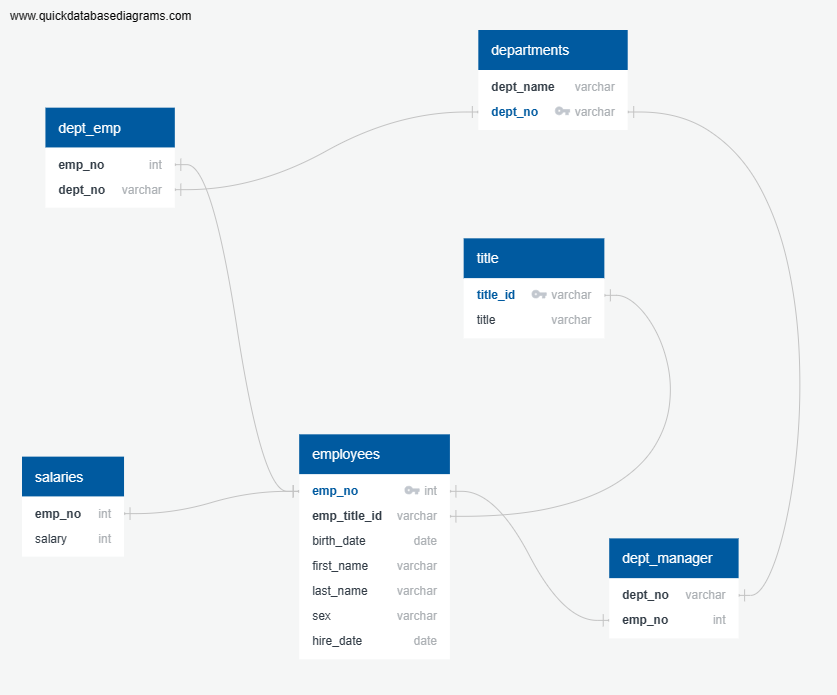 www.quickdatabasediagrams.com
departments
dept_name varchar
dept_no varchar
dept_emp
emp_no int
dept_no varchar
title
title_id varchar
title varchar
employees
emp_no int
emp_title_id varchar
birth_date date
first_name varchar
last_name varchar
sex varchar
hire_date date
salaries
emp_no int
salary int
dept_manager
dept_no varchar
emp_no int